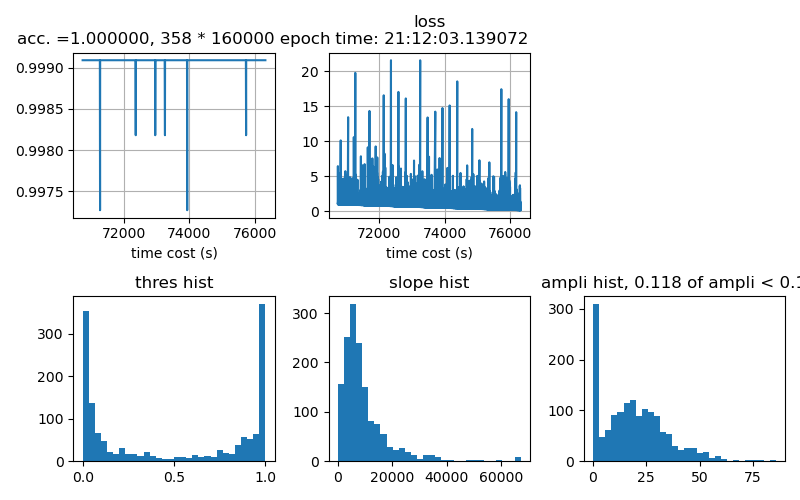 loss
acc. =1.000000, 358 * 160000 epoch time: 21:12:03.139072
0.9990
0.9985
0.9980
0.9975
72000 74000 76000
time cost (s)
20
15
10
5
0
72000 74000 76000
time cost (s)
thres hist
300
200
100
0
0.0 0.5 1.0
slope hist
300
200
100
0
0 20000 40000 60000
ampli hist, 0.118 of ampli < 0.1
300
200
100
0
0 25 50 75